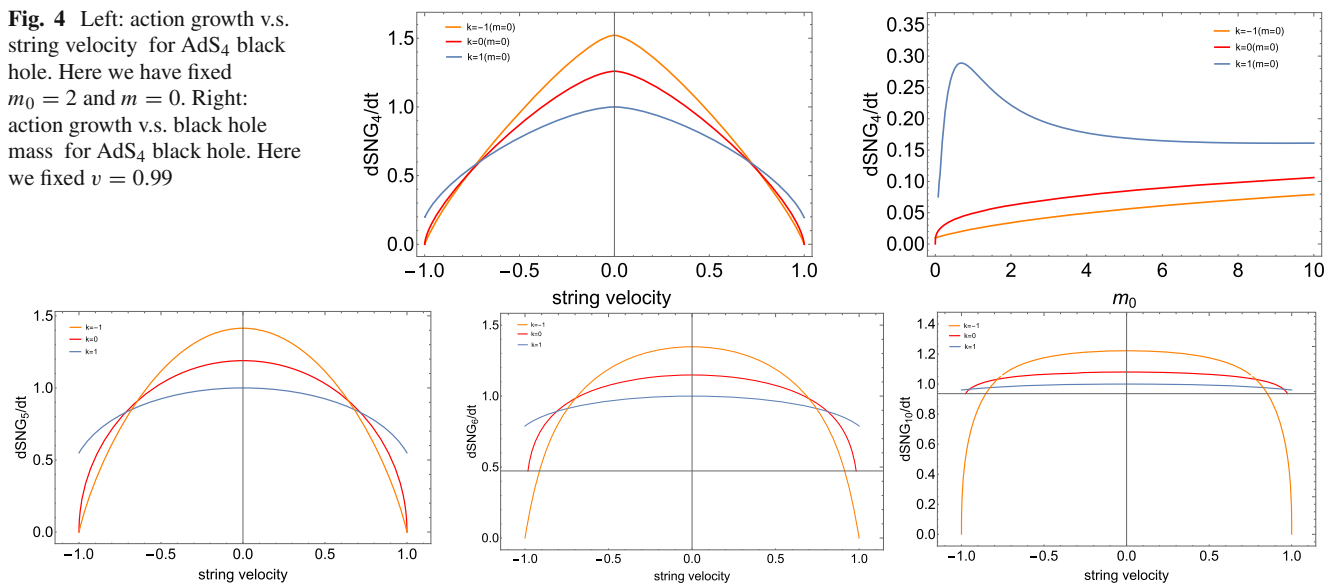 Fig. 4 Left: action growth v.s.
string velocity for AdS₄ black
hole. Here we have fixed
m₀ = 2 and m = 0. Right:
action growth v.s. black hole
mass for AdS₄ black hole. Here
we fixed v = 0.99
dSNG₄/dt
1.5
1.0
0.5
0.0
k=−1(m=0)
k=0(m=0)
k=1(m=0)
−1.0 −0.5 0.0 0.5 1.0
string velocity
dSNG₄/dt
0.35
0.30
0.25
0.20
0.15
0.10
0.05
0.00
k=−1(m=0)
k=0(m=0)
k=1(m=0)
0 2 4 6 8 10
m₀
dSNG₅/dt
1.5
1.0
0.5
0.0
k=−1
k=0
k=1
−1.0 −0.5 0.0 0.5 1.0
string velocity
dSNG₆/dt
1.5
1.0
0.5
0.0
k=−1
k=0
k=1
−1.0 −0.5 0.0 0.5 1.0
string velocity
dSNG₁₀/dt
1.4
1.2
1.0
0.8
0.6
0.4
0.2
0.0
k=−1
k=0
k=1
−1.0 −0.5 0.0 0.5 1.0
string velocity